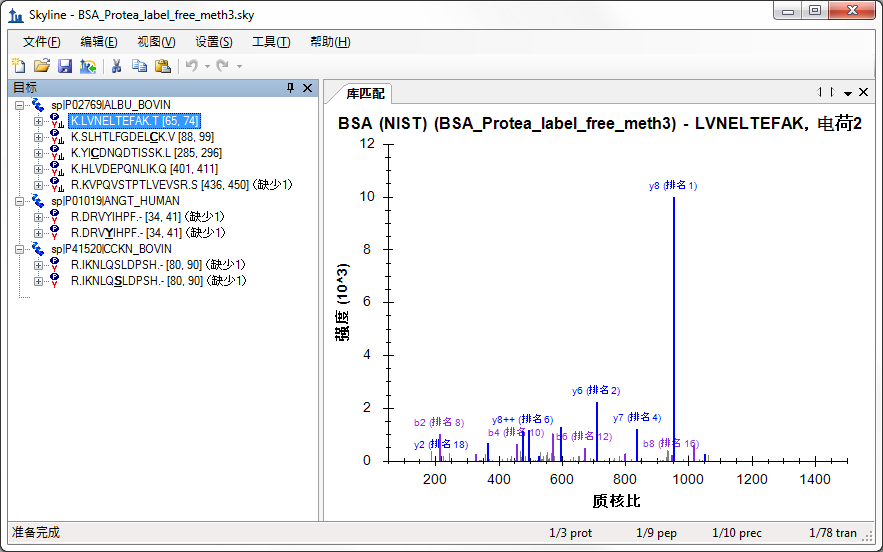 Skyline - BSA_Protea_label_free_meth3.sky
文件(F) 编辑(E) 视图(V) 设置(S) 工具(T) 帮助(H)
目标
sp|P02769|ALBU_BOVIN
K.LVNELTEFAK.T [65, 74]
K.SLHTLFGDELCK.V [88, 99]
K.YICDNQDTISSK.L [285, 296]
K.HLVDEPQNLIK.Q [401, 411]
R.KVPQVSTPTLVEVSR.S [436, 450] (缺少1)
sp|P01019|ANGT_HUMAN
R.DRVYIHPF.- [34, 41] (缺少1)
R.DRVYIHPF.- [34, 41] (缺少1)
sp|P41520|CCKN_BOVIN
R.IKNLQSLDPSH.- [80, 90] (缺少1)
R.IKNLQSLDPSH.- [80, 90] (缺少1)
库匹配
BSA (NIST) (BSA_Protea_label_free_meth3) - LVNELTEFAK, 电荷2
12
10
8
6
4
2
0
强度 (10^3)
y8 (排名 1)
y6 (排名 2)
b2 (排名 8)
y8++ (排名 6)
y7 (排名 4)
b4 (排名 10)
b6 (排名 12)
y2 (排名 18)
b8 (排名 16)
200 400 600 800 1000 1200 1400
质核比
准备完成
1/3 prot 1/9 pep 1/10 prec 1/78 tran